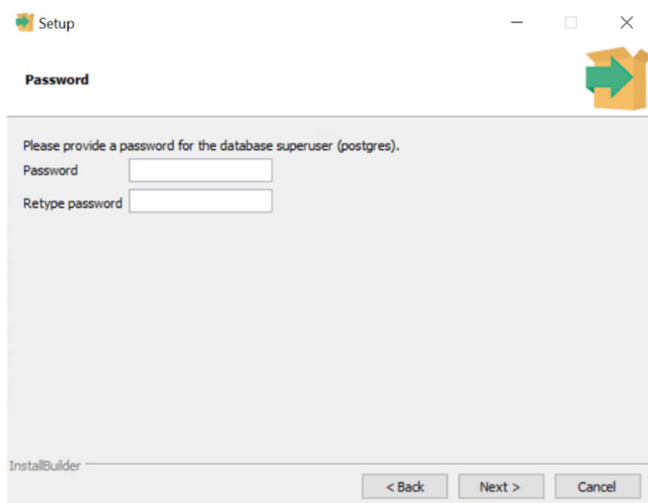 Setup
Password
Please provide a password for the database superuser (postgres).
Password
Retype password
InstallBuilder
< Back Next > Cancel